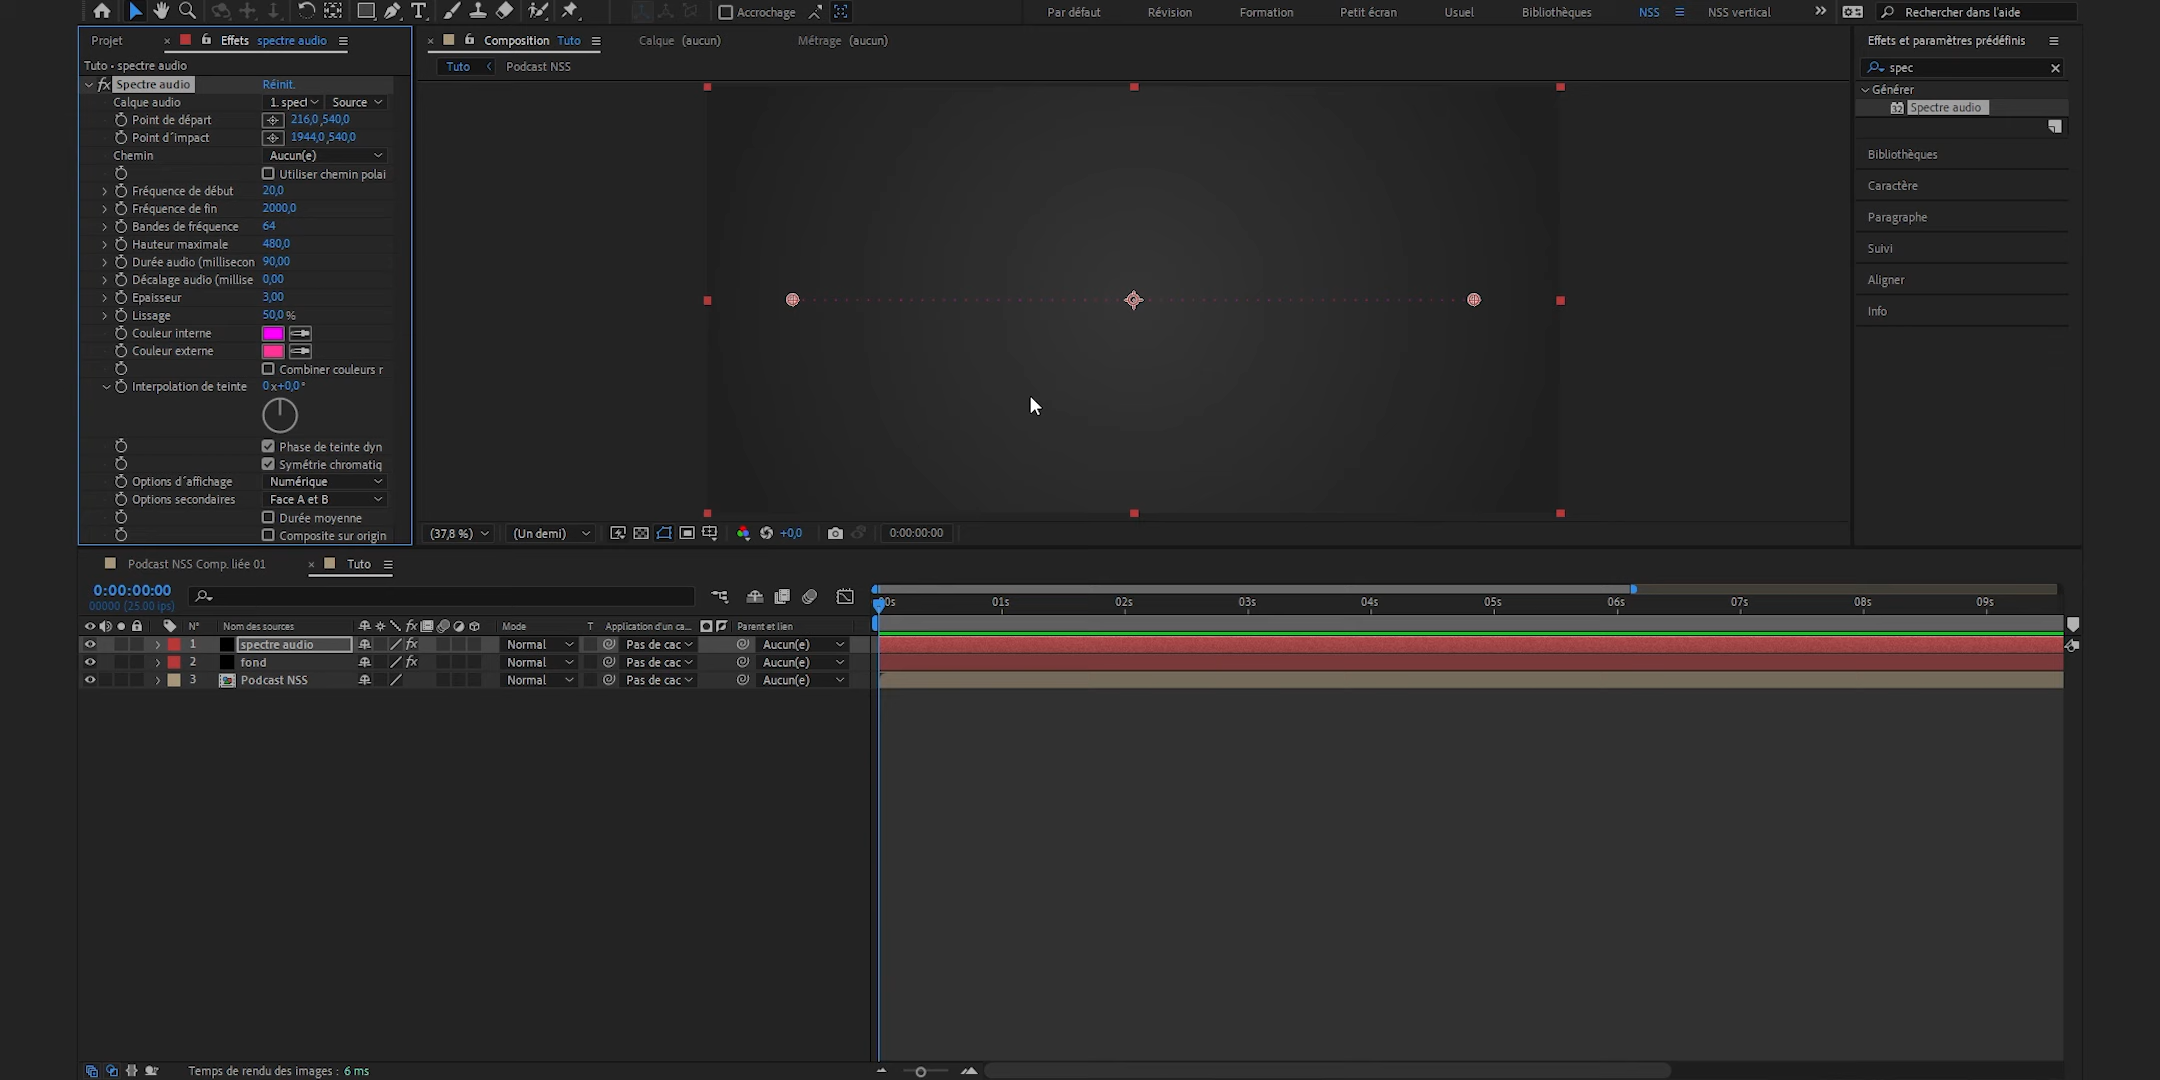 Accrochage
Par défaut
Révision
Formation
Petit écran
Usuel
Bibliothèques
NSS
NSS vertical
Rechercher dans l'aide
Projet
Effets spectre audio
Composition Tuto
Calque (aucun)
Métrage (aucun)
Effets et paramètres prédéfinis
Tuto • spectre audio
Tuto
Podcast NSS
spec
fx Spectre audio Réinit.
Calque audio 1. spect Source
Point de départ 216,0 ,540,0
Point d´impact 1944,0 ,540,0
Chemin Aucun(e)
Utiliser chemin polai
Fréquence de début 20,0
Fréquence de fin 2000,0
Bandes de fréquence 64
Hauteur maximale 480,0
Durée audio (millisecon 90,00
Décalage audio (millise 0,00
Epaisseur 3,00
Lissage 50,0 %
Couleur interne
Couleur externe
Combiner couleurs r
Interpolation de teinte 0 x+0,0 °
Phase de teinte dyn
Symétrie chromatiq
Options d´affichage Numérique
Options secondaires Face A et B
Durée moyenne
Composite sur origin
Générer
32 Spectre audio
Bibliothèques
Caractère
Paragraphe
Suivi
Aligner
Info
(37,8 %) (Un demi) +0,0 0:00:00:00
Podcast NSS Comp. liée 01
Tuto
0:00:00:00
00000 (25.00 ips)
00s 01s 02s 03s 04s 05s 06s 07s 08s 09s
N° Nom des sources fx Mode T Application d'un ca... Parent et lien
1 spectre audio fx Normal Pas de cac Aucun(e)
2 fond fx Normal Pas de cac Aucun(e)
3 Podcast NSS Normal Pas de cac Aucun(e)
Temps de rendu des images : 6 ms